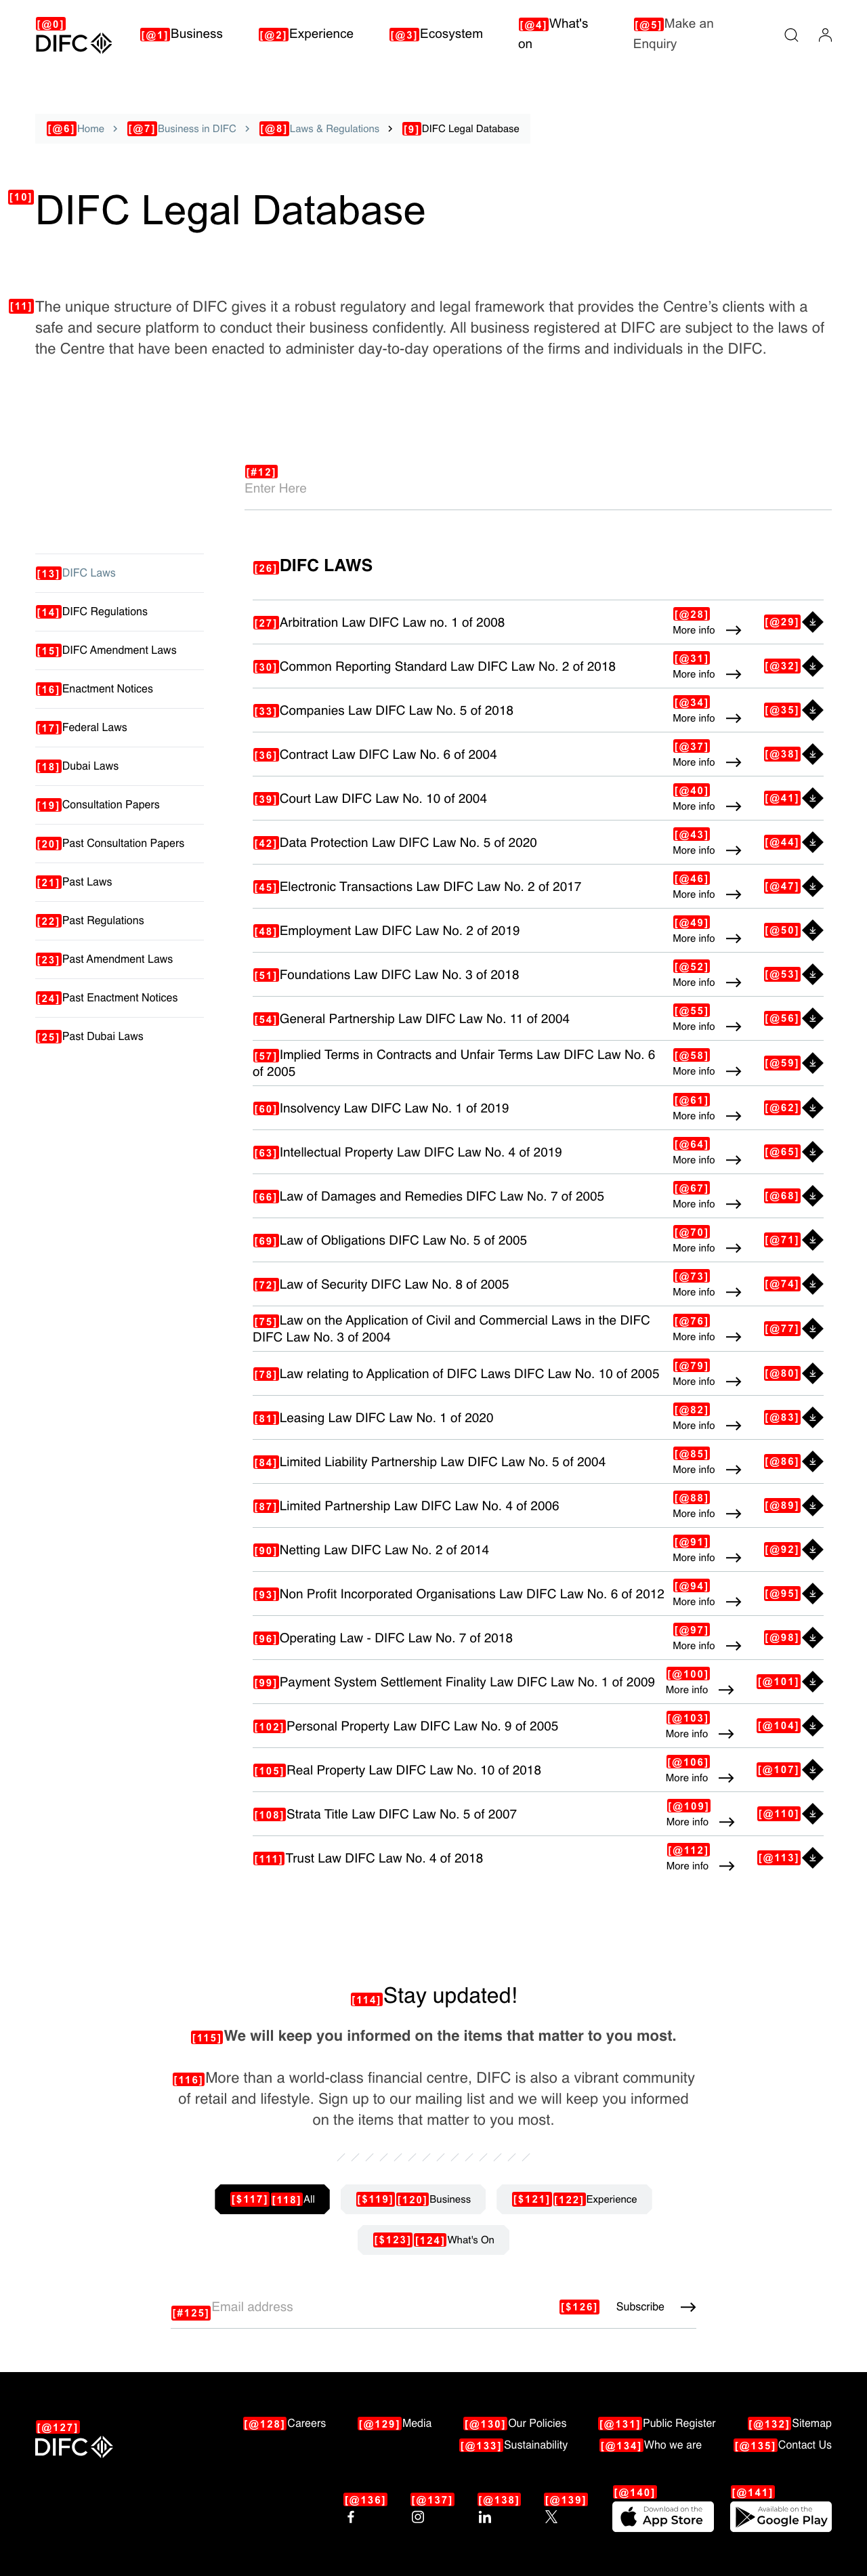 [@0]
DIFC
[@1]Business
[@2]Experience
[@3]Ecosystem
[@4]What's
on
[@5]Make an
Enquiry
[@6]Home
[@7]Business in DIFC
[@8]Laws & Regulations
[9]DIFC Legal Database
[10]DIFC Legal Database
[11]The unique structure of DIFC gives it a robust regulatory and legal framework that provides the Centre's clients with a
safe and secure platform to conduct their business confidently. All business registered at DIFC are subject to the laws of
the Centre that have been enacted to administer day-to-day operations of the firms and individuals in the DIFC.
[#12]
Enter Here
[13]DIFC Laws
[14]DIFC Regulations
[15]DIFC Amendment Laws
[16]Enactment Notices
[17]Federal Laws
[18]Dubai Laws
[19]Consultation Papers
[20]Past Consultation Papers
[21]Past Laws
[22]Past Regulations
[23]Past Amendment Laws
[24]Past Enactment Notices
[25]Past Dubai Laws
[26]DIFC LAWS
[27]Arbitration Law DIFC Law no. 1 of 2008
[@28]
More info
[@29]
[30]Common Reporting Standard Law DIFC Law No. 2 of 2018
[@31]
More info
[@32]
[33]Companies Law DIFC Law No. 5 of 2018
[@34]
More info
[@35]
[36]Contract Law DIFC Law No. 6 of 2004
[@37]
More info
[@38]
[39]Court Law DIFC Law No. 10 of 2004
[@40]
More info
[@41]
[42]Data Protection Law DIFC Law No. 5 of 2020
[@43]
More info
[@44]
[45]Electronic Transactions Law DIFC Law No. 2 of 2017
[@46]
More info
[@47]
[48]Employment Law DIFC Law No. 2 of 2019
[@49]
More info
[@50]
[51]Foundations Law DIFC Law No. 3 of 2018
[@52]
More info
[@53]
[54]General Partnership Law DIFC Law No. 11 of 2004
[@55]
More info
[@56]
[57]Implied Terms in Contracts and Unfair Terms Law DIFC Law No. 6
of 2005
[@58]
More info
[@59]
[60]Insolvency Law DIFC Law No. 1 of 2019
[@61]
More info
[@62]
[63]Intellectual Property Law DIFC Law No. 4 of 2019
[@64]
More info
[@65]
[66]Law of Damages and Remedies DIFC Law No. 7 of 2005
[@67]
More info
[@68]
[69]Law of Obligations DIFC Law No. 5 of 2005
[@70]
More info
[@71]
[72]Law of Security DIFC Law No. 8 of 2005
[@73]
More info
[@74]
[75]Law on the Application of Civil and Commercial Laws in the DIFC
DIFC Law No. 3 of 2004
[@76]
More info
[@77]
[78]Law relating to Application of DIFC Laws DIFC Law No. 10 of 2005
[@79]
More info
[@80]
[81]Leasing Law DIFC Law No. 1 of 2020
[@82]
More info
[@83]
[84]Limited Liability Partnership Law DIFC Law No. 5 of 2004
[@85]
More info
[@86]
[87]Limited Partnership Law DIFC Law No. 4 of 2006
[@88]
More info
[@89]
[90]Netting Law DIFC Law No. 2 of 2014
[@91]
More info
[@92]
[93]Non Profit Incorporated Organisations Law DIFC Law No. 6 of 2012
[@94]
More info
[@95]
[96]Operating Law - DIFC Law No. 7 of 2018
[@97]
More info
[@98]
[99]Payment System Settlement Finality Law DIFC Law No. 1 of 2009
[@100]
More info
[@101]
[102]Personal Property Law DIFC Law No. 9 of 2005
[@103]
More info
[@104]
[105]Real Property Law DIFC Law No. 10 of 2018
[@106]
More info
[@107]
[108]Strata Title Law DIFC Law No. 5 of 2007
[@109]
More info
[@110]
[111]Trust Law DIFC Law No. 4 of 2018
[@112]
More info
[@113]
[114]Stay updated!
[115]We will keep you informed on the items that matter to you most.
[116]More than a world-class financial centre, DIFC is also a vibrant community
of retail and lifestyle. Sign up to our mailing list and we will keep you informed
on the items that matter to you most.
[$117][118]All
[$119][120]Business
[$121][122]Experience
[$123][124]What's On
[#125]Email address
[$126] Subscribe
[@127]
DIFC
[@128]Careers
[@129]Media
[@130]Our Policies
[@131]Public Register
[@132]Sitemap
[@133]Sustainability
[@134]Who we are
[@135]Contact Us
[@136]
[@137]
[@138]
[@139]
[@140]
Download on the
App Store
[@141]
Available on the
Google Play